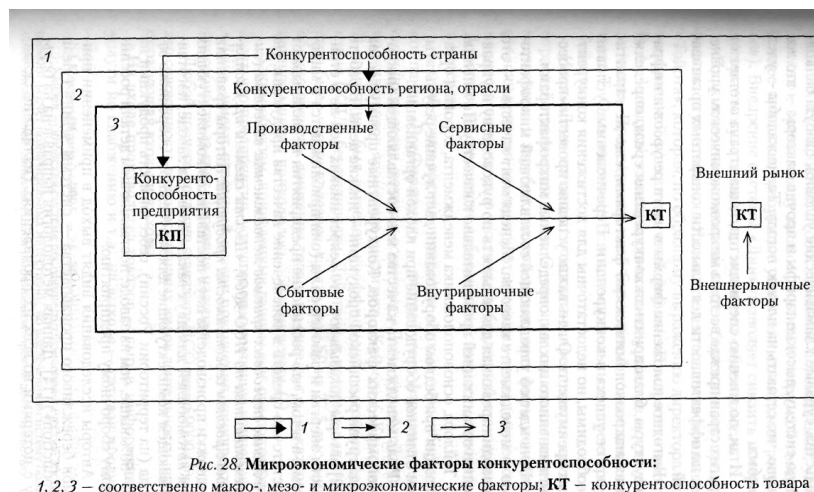 1
Конкурентоспособность страны
2
Конкурентоспособность региона, отрасли
3
Производственные
факторы
Сервисные
факторы
Конкуренто-
способность
предприятия
КП
КТ
Внешний рынок
КТ
Сбытовые
факторы
Внутрирыночные
факторы
Внешнерыночные
факторы
1 2 3
Рис. 28. Микроэкономические факторы конкурентоспособности:
1, 2, 3 — соответственно макро-, мезо- и микроэкономические факторы; КТ — конкурентоспособность товара